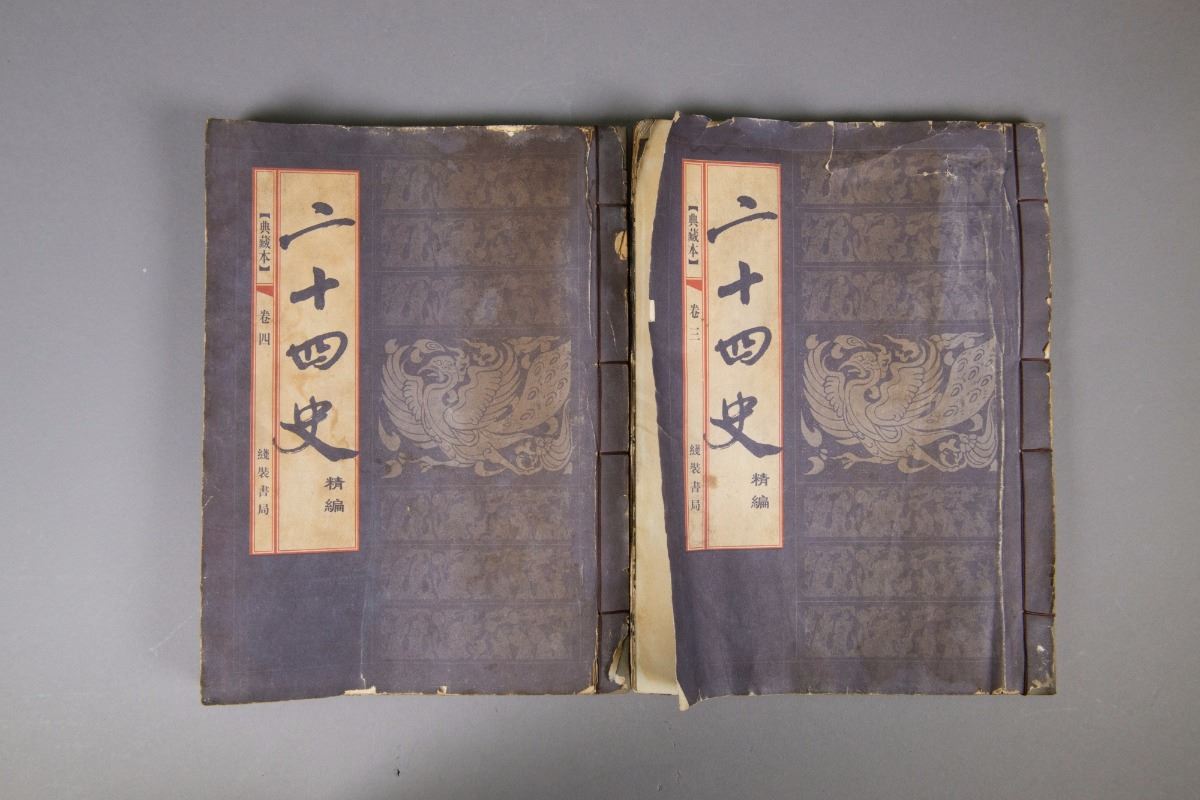 二十四史
精編
【典藏本】
卷四
綫裝書局
二十四史
精編
【典藏本】
卷三
綫裝書局